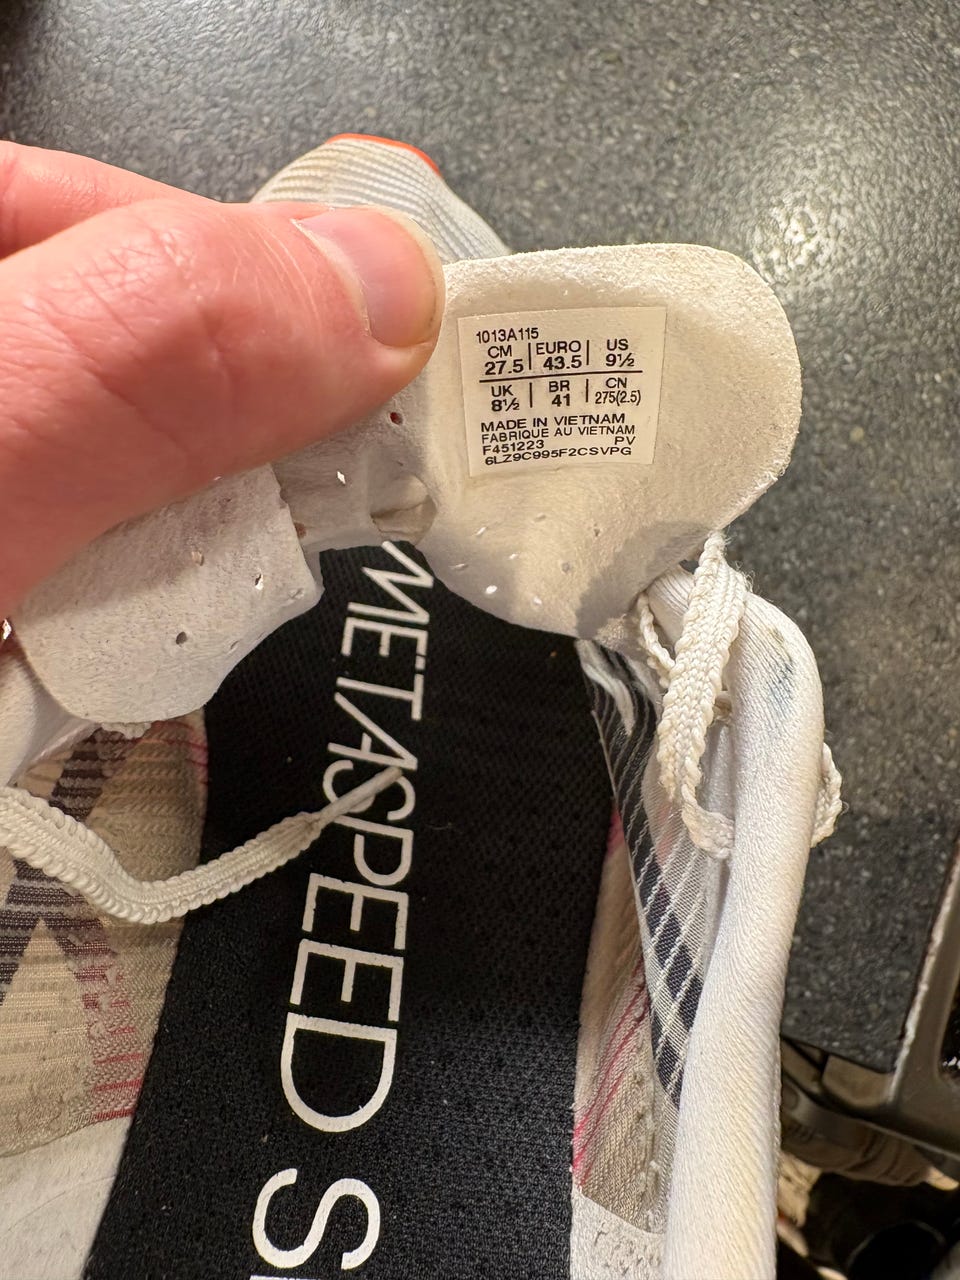 1013A115
CM | EURO | US
27.5 | 43.5 | 9½
UK | BR | CN
8½ | 41 | 275(2.5)
MADE IN VIETNAM
FABRIQUE AU VIETNAM
F451223 PV
6LZ9C995F2CSVPG
METASPEED